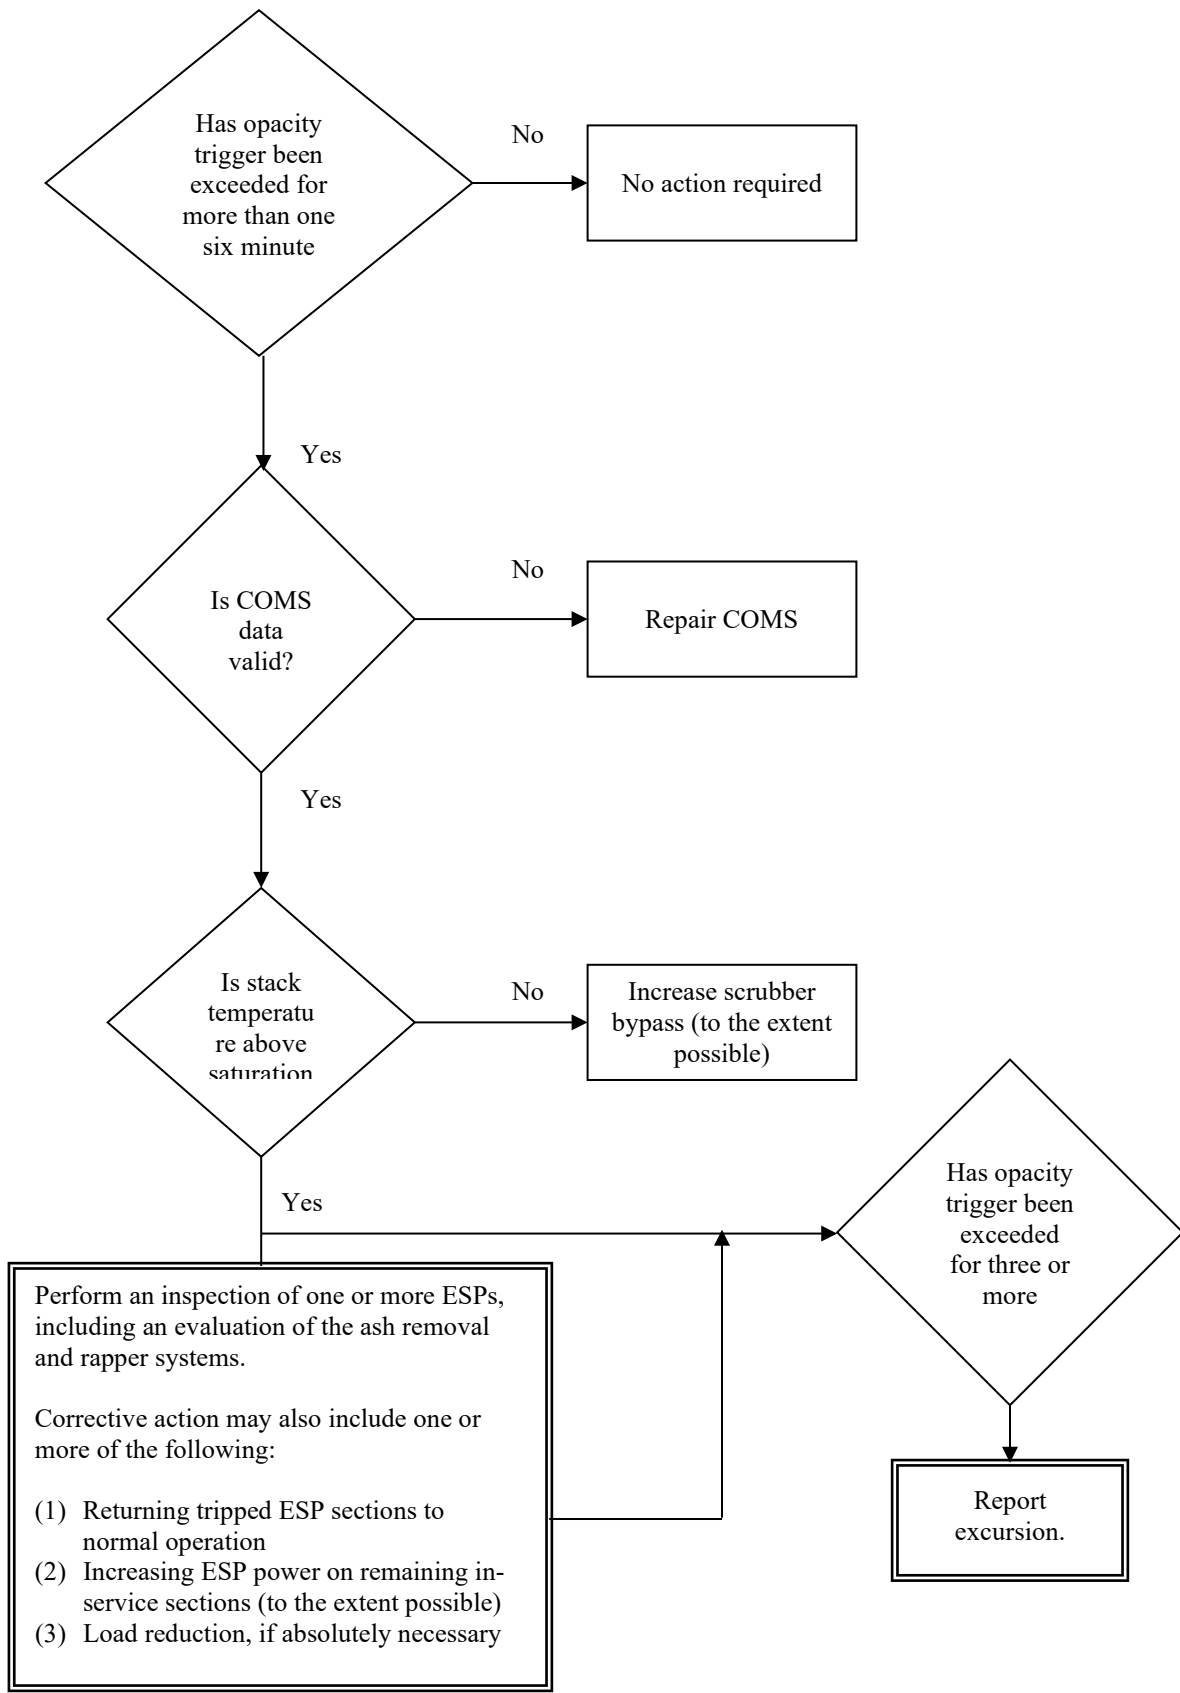 Has opacity
trigger been
exceeded for
more than one
six minute
No
No action required
Yes
Is COMS
data
valid?
No
Repair COMS
Yes
Is stack
temperatu
re above
saturation
No
Increase scrubber
bypass (to the extent
possible)
Yes
Has opacity
trigger been
exceeded
for three or
more
Perform an inspection of one or more ESPs,
including an evaluation of the ash removal
and rapper systems.
Corrective action may also include one or
more of the following:
(1) Returning tripped ESP sections to
normal operation
(2) Increasing ESP power on remaining in-
service sections (to the extent possible)
(3) Load reduction, if absolutely necessary
Report
excursion.